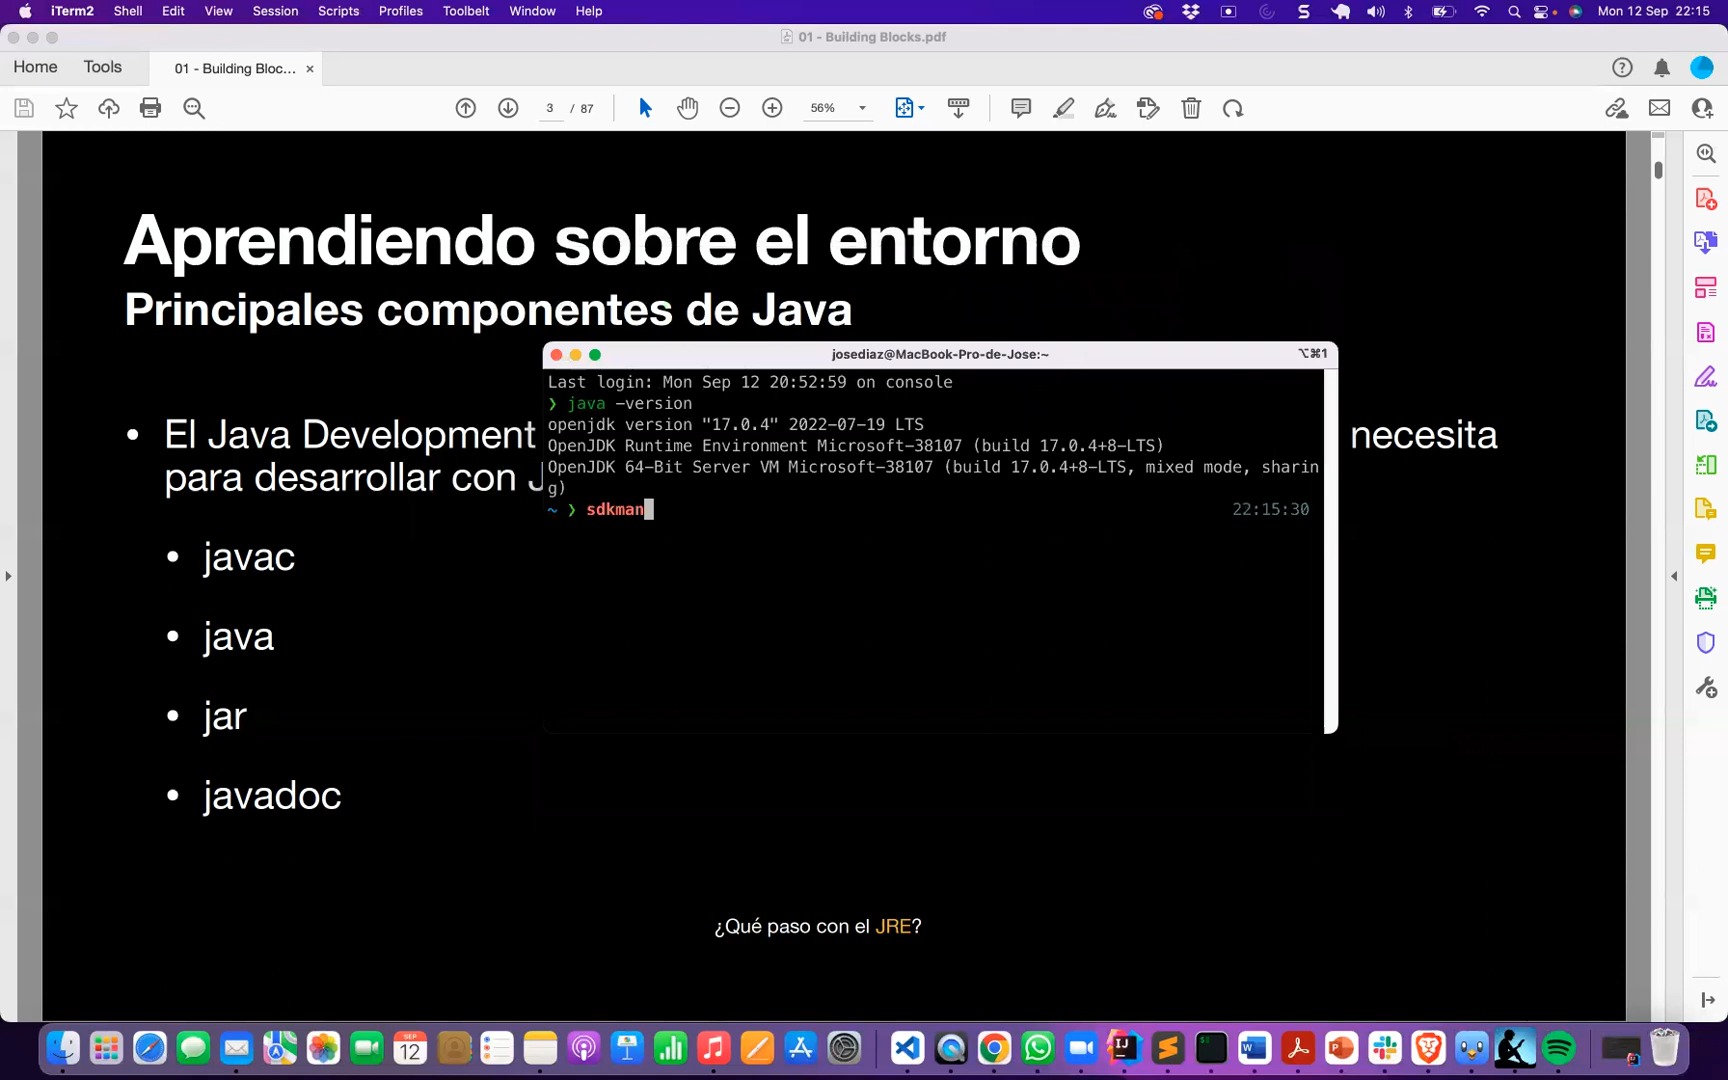 iTerm2 Shell Edit View Session Scripts Profiles Toolbelt Window Help Mon 12 Sep 22:15
01 - Building Blocks.pdf
Home Tools 01 - Building Bloc... ×
3 / 87 56%
Aprendiendo sobre el entorno
Principales componentes de Java
josediaz@MacBook-Pro-de-Jose:~ ⌥⌘1
Last login: Mon Sep 12 20:52:59 on console
❯ java -version
openjdk version "17.0.4" 2022-07-19 LTS
OpenJDK Runtime Environment Microsoft-38107 (build 17.0.4+8-LTS)
OpenJDK 64-Bit Server VM Microsoft-38107 (build 17.0.4+8-LTS, mixed mode, sharin
g)
~ ❯ sdkman 22:15:30
• El Java Development necesita
para desarrollar con J
• javac
• java
• jar
• javadoc
¿Qué paso con el JRE?
SEP
12